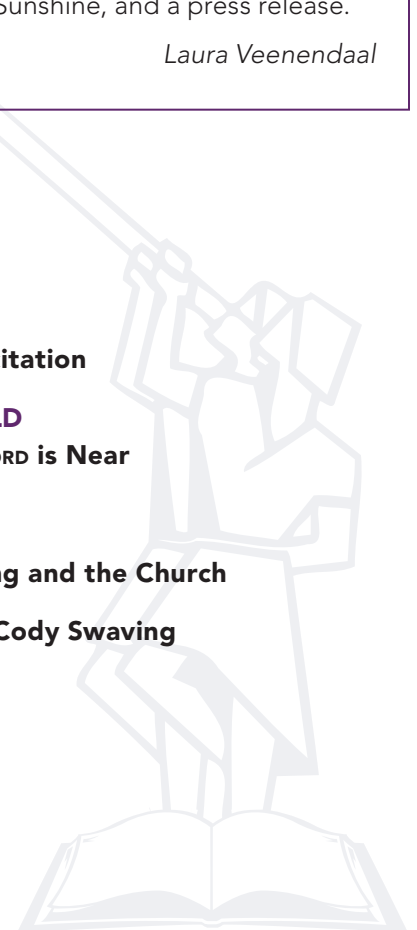 Sunshine, and a press release.
Laura Veenendaal
itation
LD
ORD is Near
ng and the Church
Cody Swaving